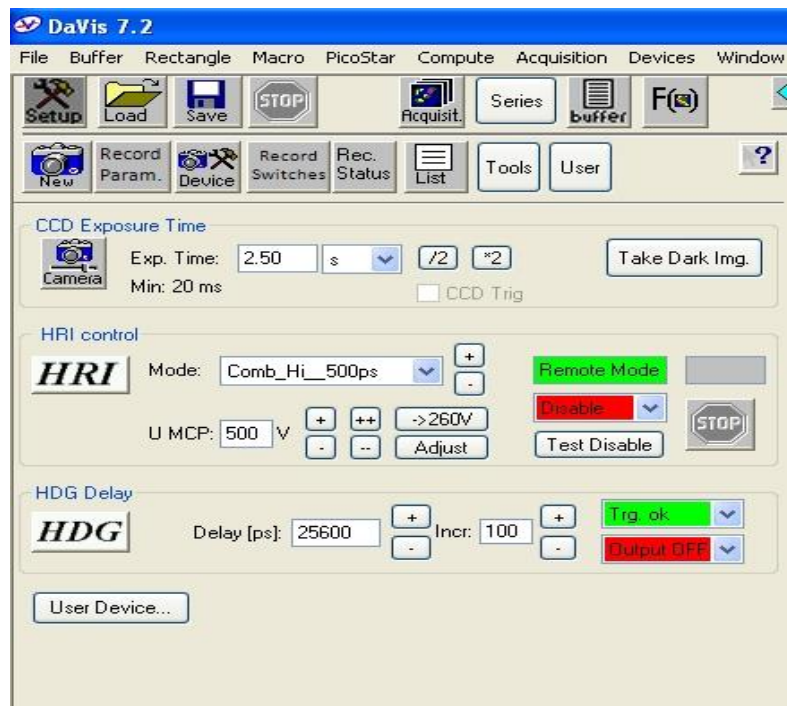 DaVis 7.2
File Buffer Rectangle Macro PicoStar Compute Acquisition Devices Window
Setup Load Save STOP Acquisit. Series buffer F(s)
New Record Param. Device Record Switches Rec. Status List Tools User ?
CCD Exposure Time
Camera Exp. Time: 2.50 s /2 *2 Take Dark Img.
Min: 20 ms CCD Trig
HRI control
HRI Mode: Comb_Hi__500ps + - Remote Mode
Disable STOP
U MCP: 500 V + ++ ->260V
- -- Adjust Test Disable
HDG Delay
HDG Delay [ps]: 25600 + - Incr: 100 + - Trg. ok
Output OFF
User Device...